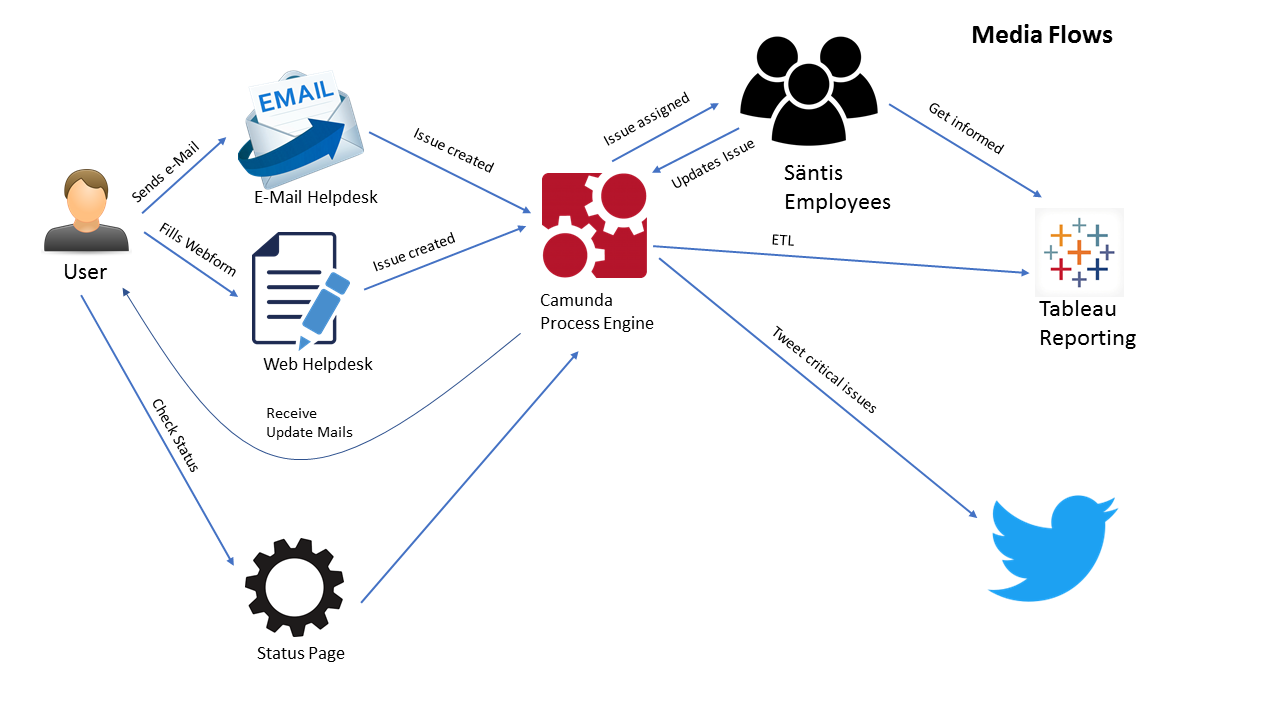 Media Flows
EMAIL
Sends e-Mail
E-Mail Helpdesk
Issue created
Issue assigned
Updates Issue
Säntis
Employees
Get informed
User
Fills Webform
Web Helpdesk
Issue created
Camunda
Process Engine
ETL
Tableau
Reporting
Tweet critical issues
Receive
Update Mails
Check Status
Status Page